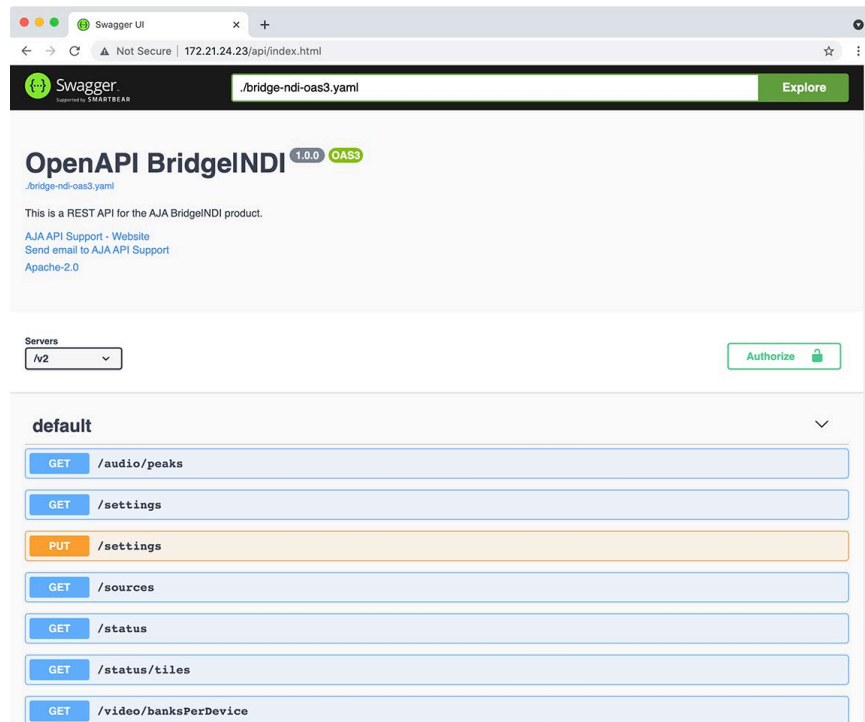 Swagger UI
Not Secure | 172.21.24.23/api/index.html
Swagger.
Supported by SMARTBEAR
./bridge-ndi-oas3.yaml
Explore
OpenAPI BridgelNDI 1.0.0 OAS3
./bridge-ndi-oas3.yaml
This is a REST API for the AJA BridgelNDI product.
AJA API Support - Website
Send email to AJA API Support
Apache-2.0
Servers
/v2
Authorize
default
GET /audio/peaks
GET /settings
PUT /settings
GET /sources
GET /status
GET /status/tiles
GET /video/banksPerDevice